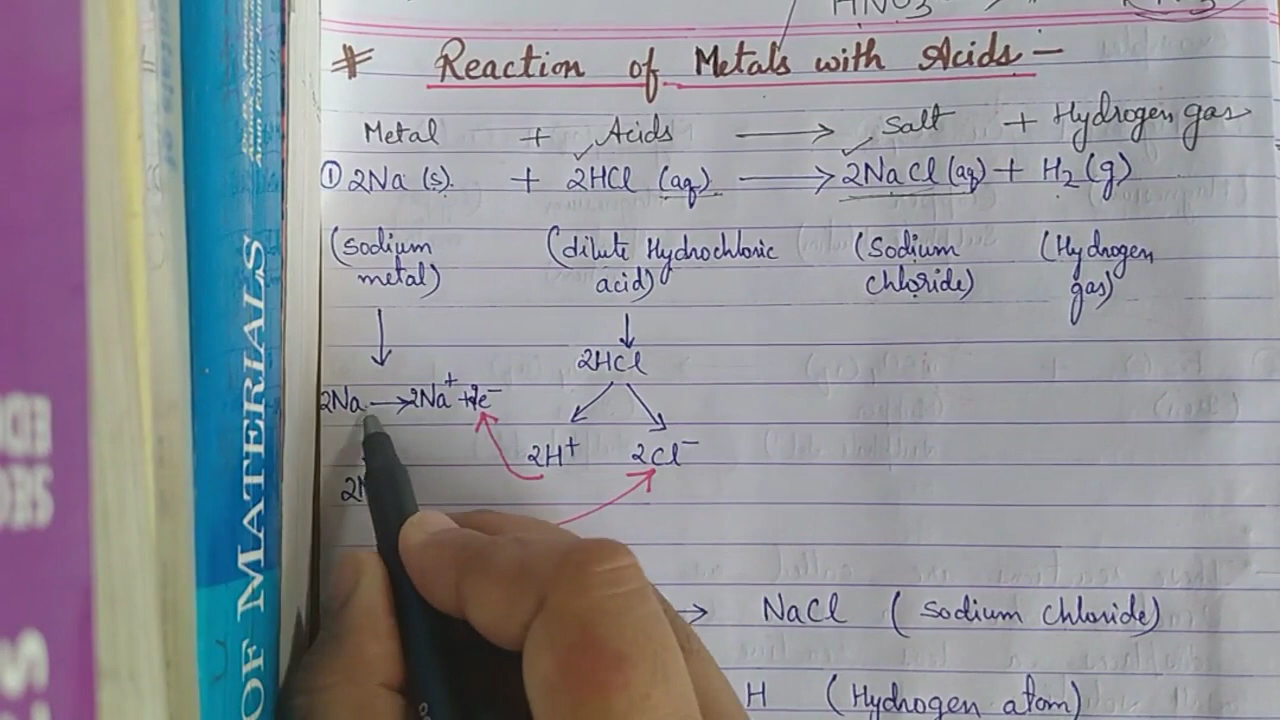 HNO3
* Reaction of Metals with Acids -
Metal + Acids ⟶ Salt + Hydrogen gas
① 2Na (s) + 2HCl (aq) ⟶ 2NaCl (aq) + H2 (g)
(sodium metal) (dilute Hydrochloric acid) (Sodium chloride) (Hydrogen gas)
2HCl
2Na ⟶ 2Na+ + 2e-
2H+ 2Cl-
→ NaCl (Sodium chloride)
H (Hydrogen atom)
OF MATERIALS